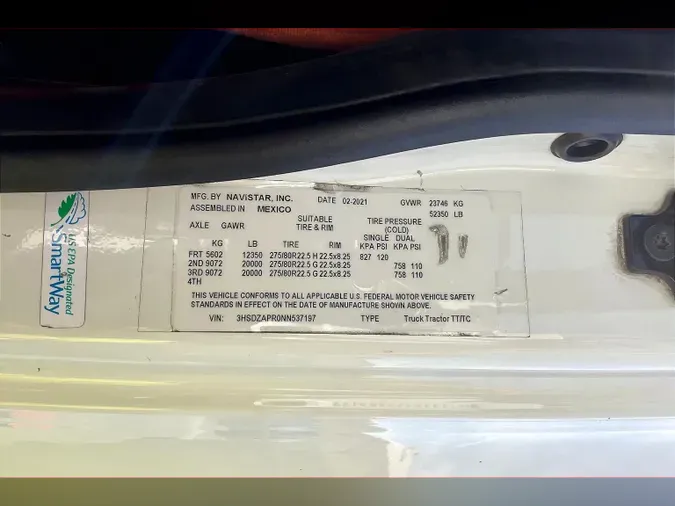 MFG. BY NAVISTAR, INC. DATE 02-2021 GVWR 23746 KG
ASSEMBLED IN MEXICO 52350 LB
AXLE GAWR SUITABLE TIRE & RIM TIRE PRESSURE (COLD)
SINGLE DUAL
KG LB TIRE RIM KPA PSI KPA PSI
FRT 5602 12350 275/80R22.5 H 22.5x8.25 827 120
2ND 9072 20000 275/80R22.5 G 22.5x8.25 758 110
3RD 9072 20000 275/80R22.5 G 22.5x8.25 758 110
4TH
THIS VEHICLE CONFORMS TO ALL APPLICABLE U.S. FEDERAL MOTOR VEHICLE SAFETY
STANDARDS IN EFFECT ON THE DATE OF MANUFACTURE SHOWN ABOVE.
VIN: 3HSDZAPR0NN537197 TYPE Truck Tractor TT/TC
US EPA Designated
SmartWay